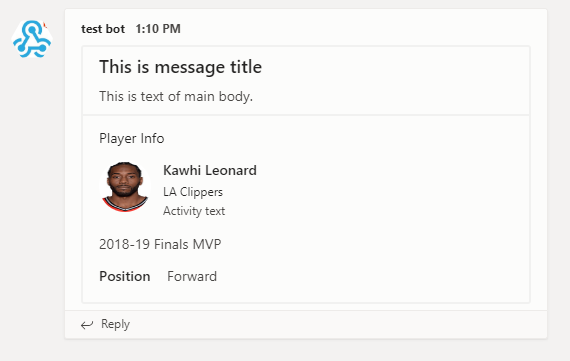 test bot 1:10 PM
This is message title
This is text of main body.
Player Info
Kawhi Leonard
LA Clippers
Activity text
2018-19 Finals MVP
Position Forward
Reply